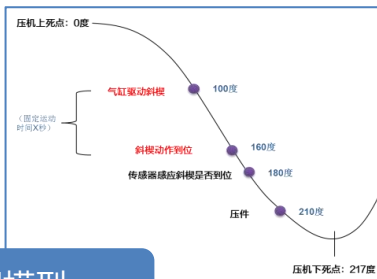 压机上死点：0度
气缸驱动斜楔
100度
（固定运动
时间X秒）
斜楔动作到位
160度
传感器感应斜楔是否到位
180度
压件
210度
压机下死点：217度